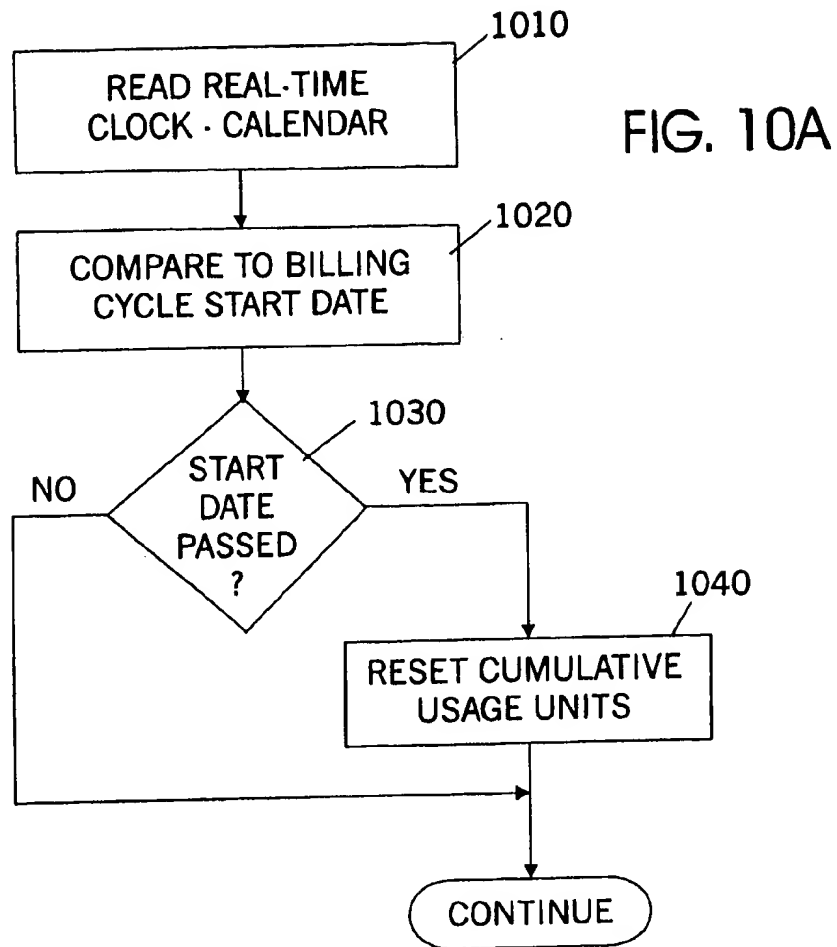 1010
READ REAL-TIME
CLOCK - CALENDAR
FIG. 10A
1020
COMPARE TO BILLING
CYCLE START DATE
1030
START
DATE
PASSED
?
NO
YES
1040
RESET CUMULATIVE
USAGE UNITS
CONTINUE